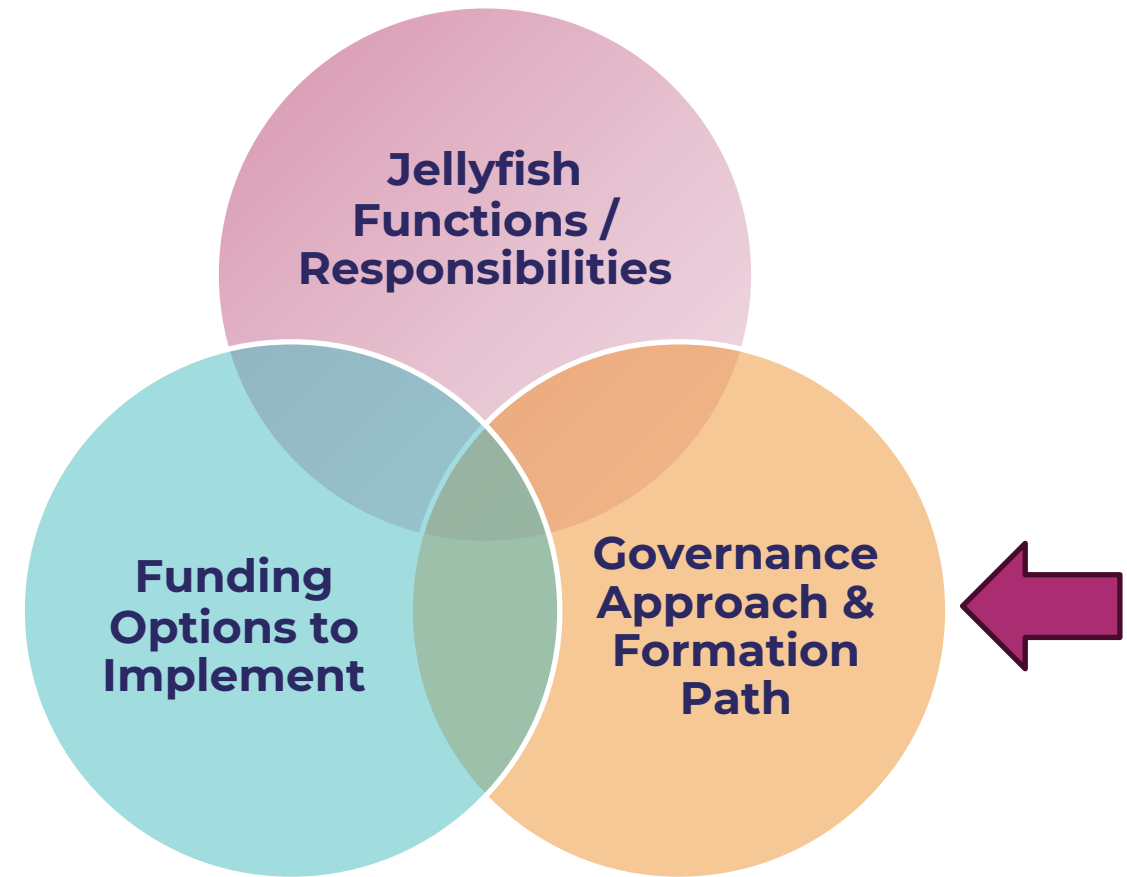 Jellyfish
Functions /
Responsibilities
Funding
Options to
Implement
Governance
Approach &
Formation
Path